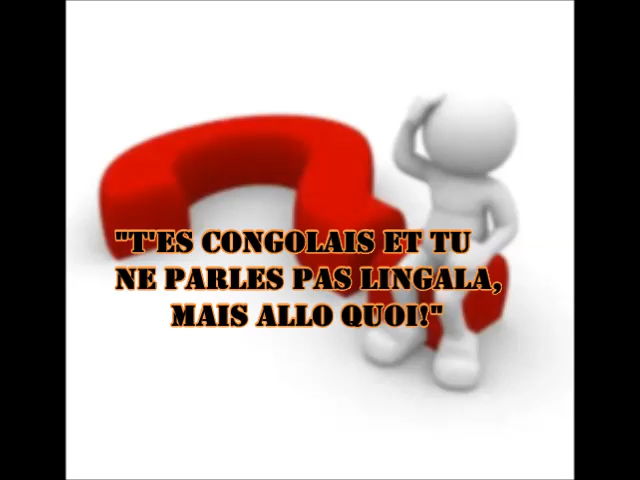 "T'ES CONGOLAIS ET TU
NE PARLES PAS LINGALA,
MAIS ALLO QUOI!"